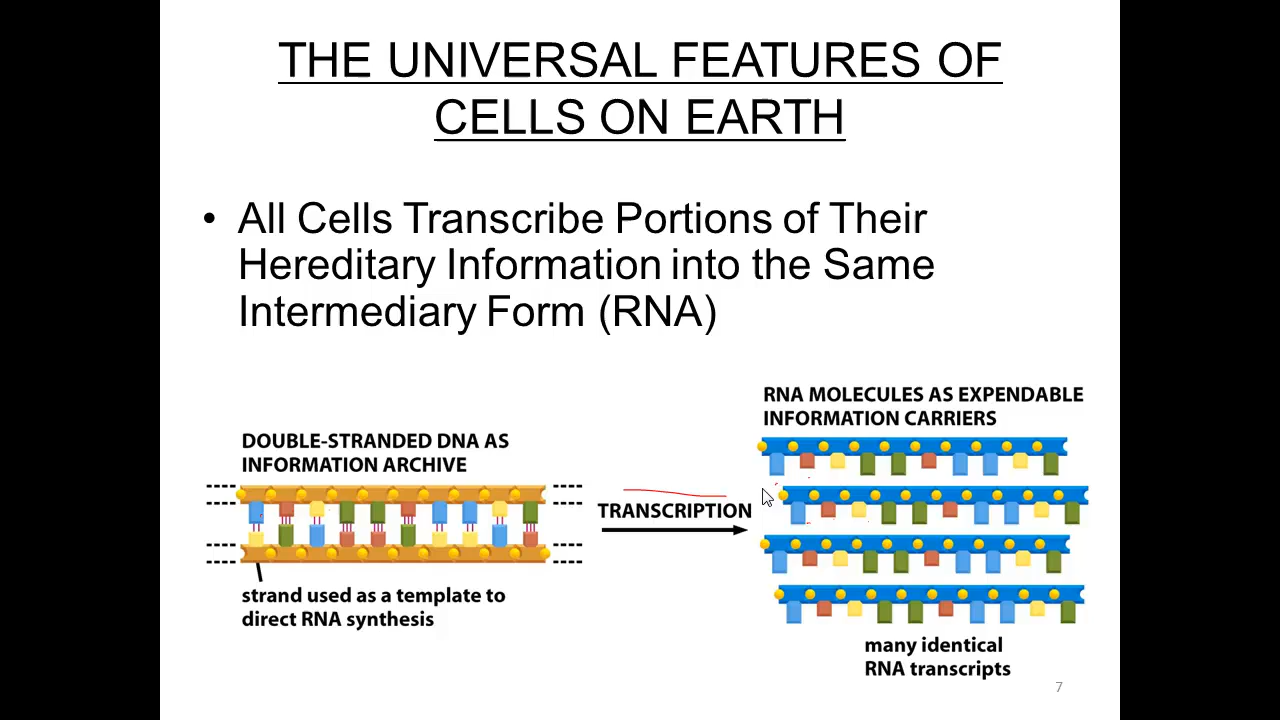 THE UNIVERSAL FEATURES OF
CELLS ON EARTH
• All Cells Transcribe Portions of Their
Hereditary Information into the Same
Intermediary Form (RNA)
DOUBLE-STRANDED DNA AS
INFORMATION ARCHIVE
strand used as a template to
direct RNA synthesis
TRANSCRIPTION
RNA MOLECULES AS EXPENDABLE
INFORMATION CARRIERS
many identical
RNA transcripts
7